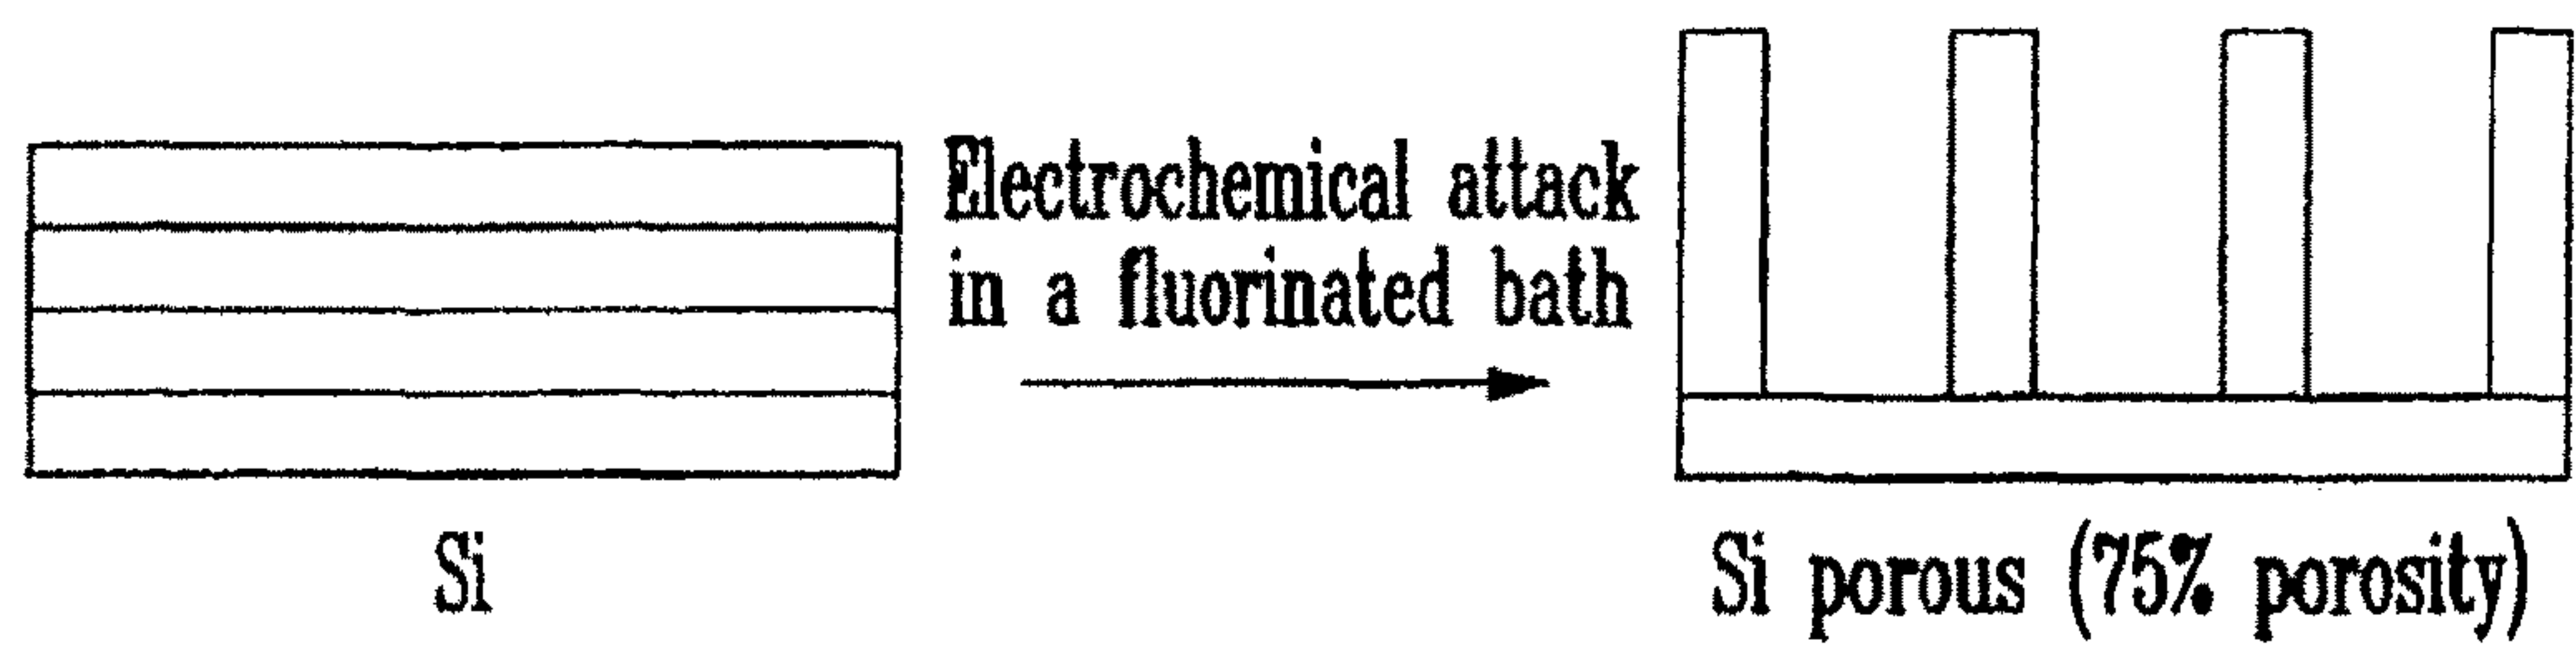 Electrochemical attack
in a fluorinated bath
Si
Si porous (75% porosity)